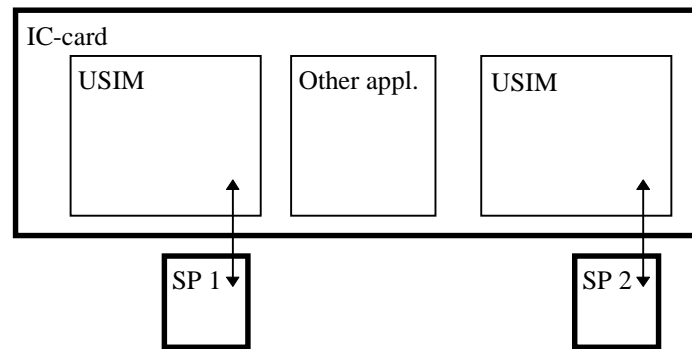 IC-card
USIM
Other appl.
USIM
SP 1
SP 2